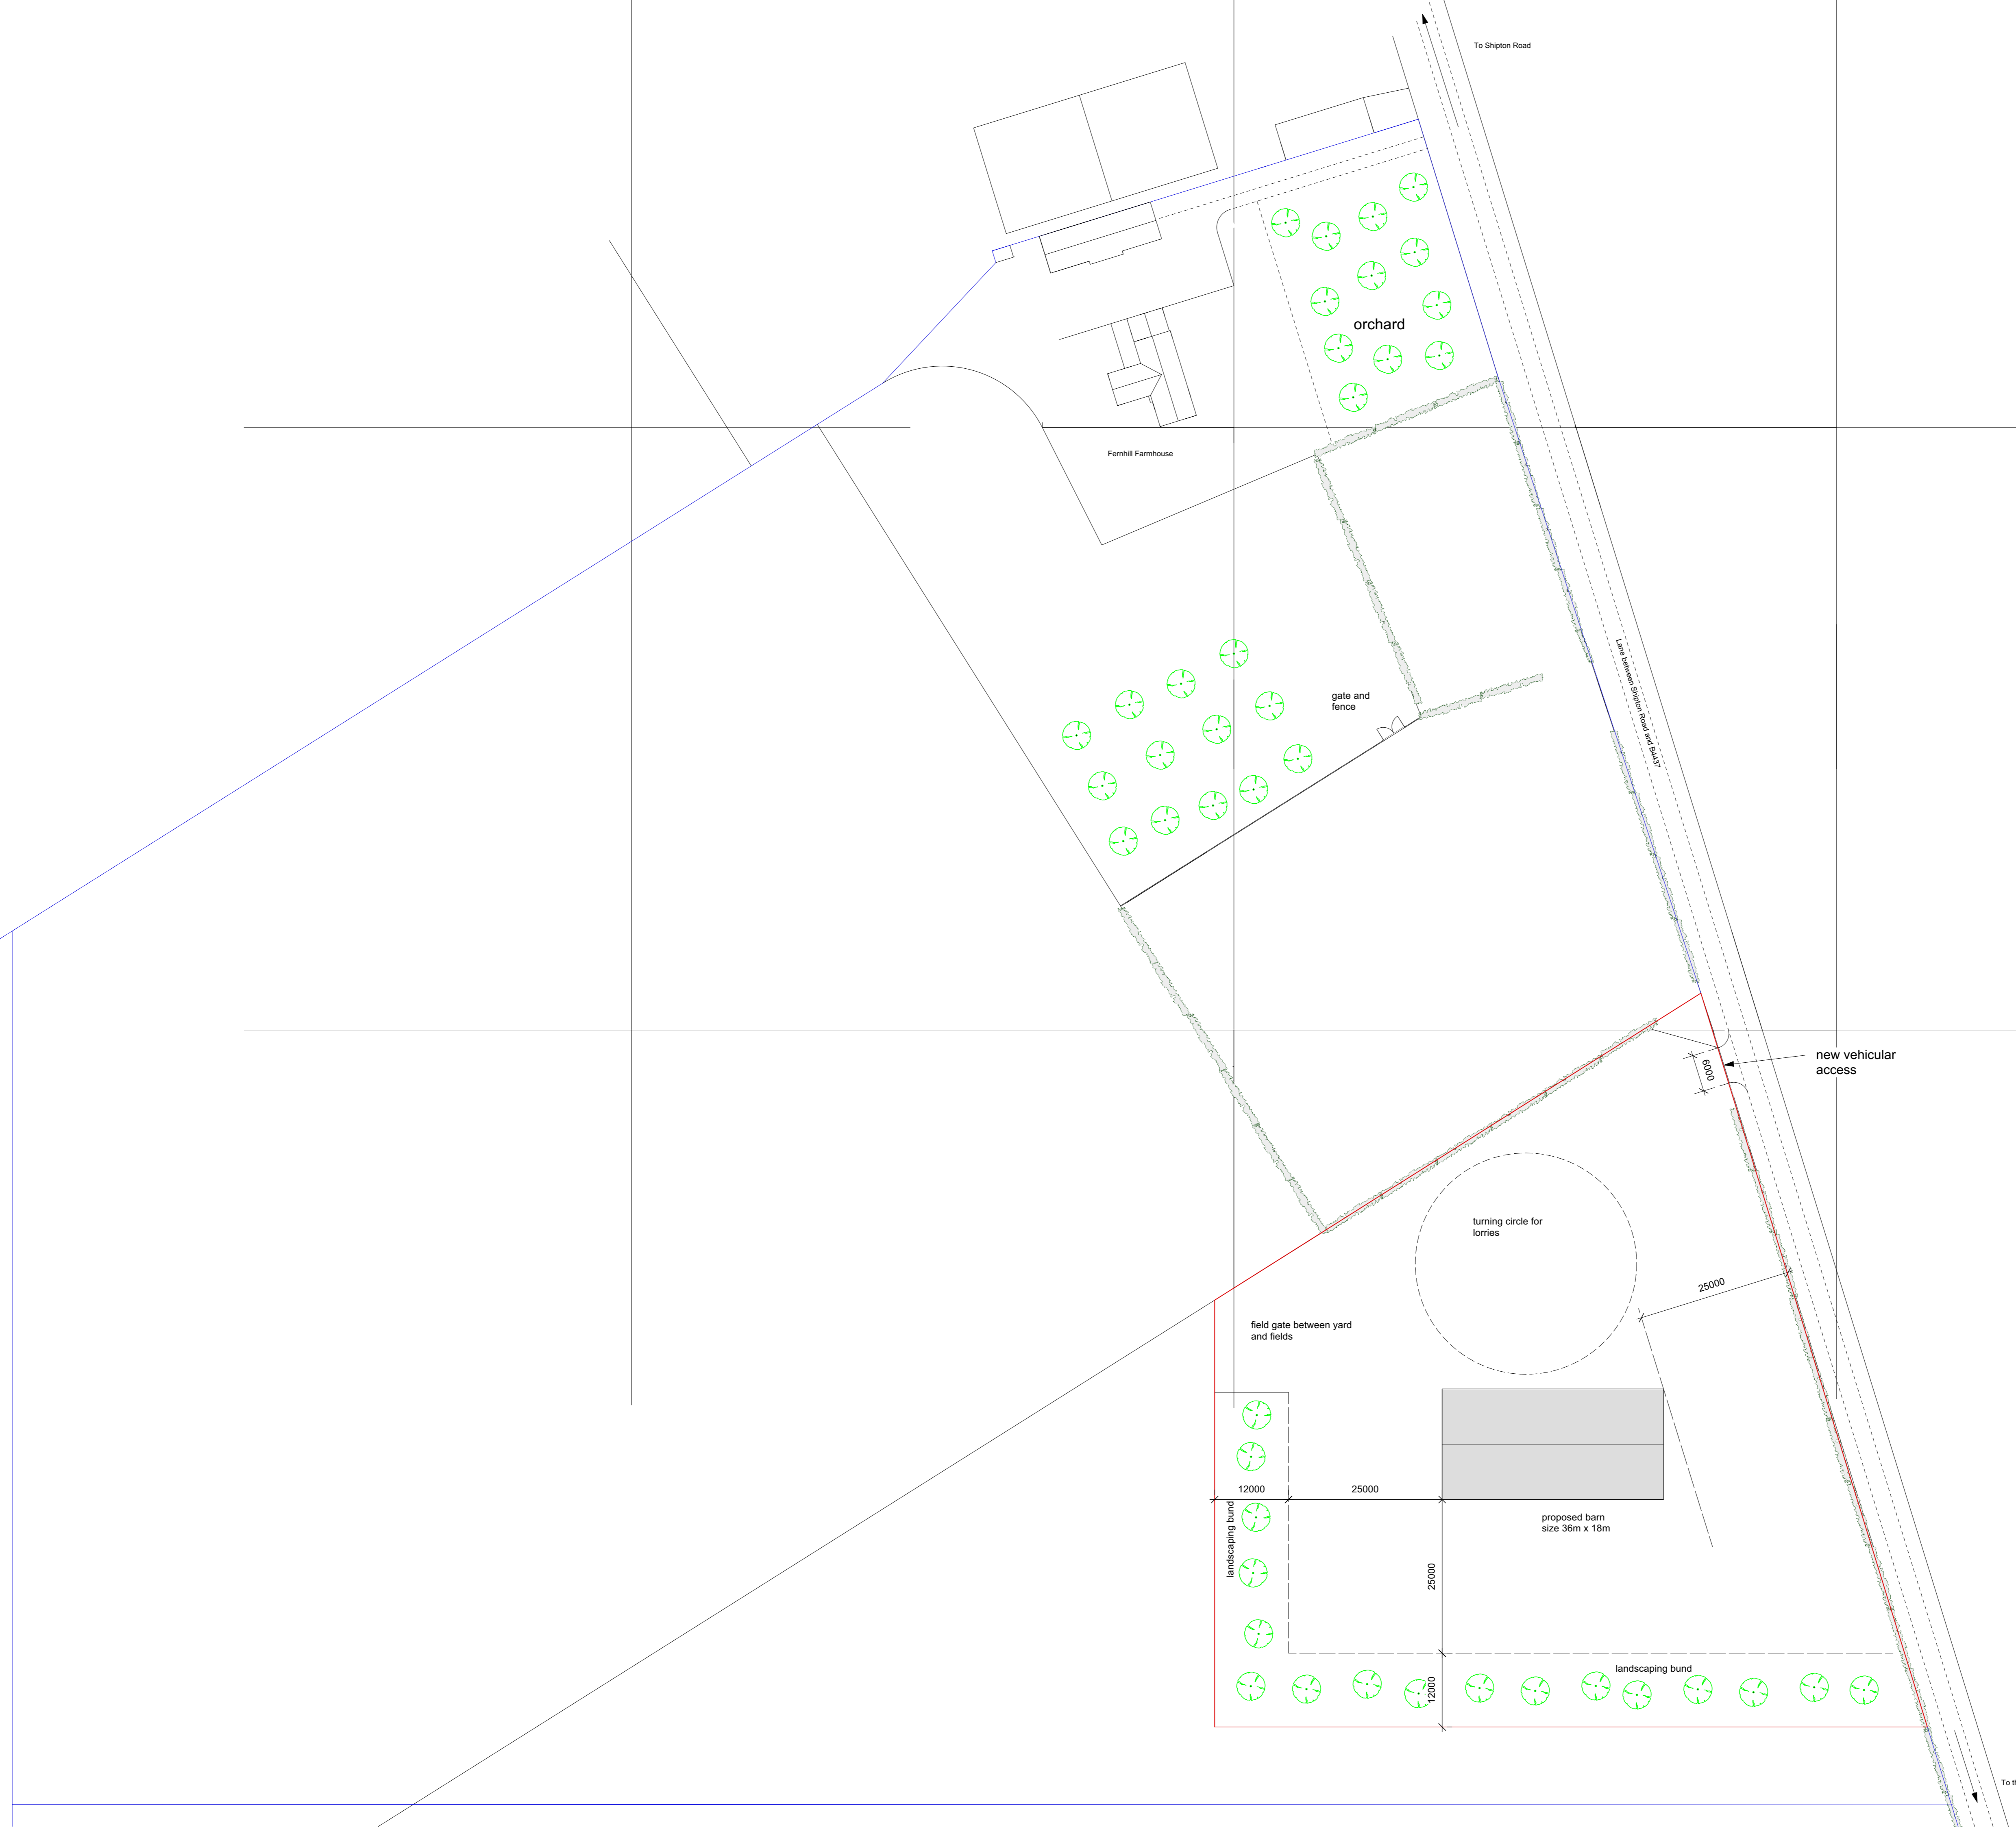 To Shipton Road
orchard
Fernhill Farmhouse
Lane between Shipton Road and B4437
gate and
fence
new vehicular
access
6000
turning circle for
lorries
25000
field gate between yard
and fields
12000
25000
landscaping bund
proposed barn
size 36m x 18m
25000
landscaping bund
12000